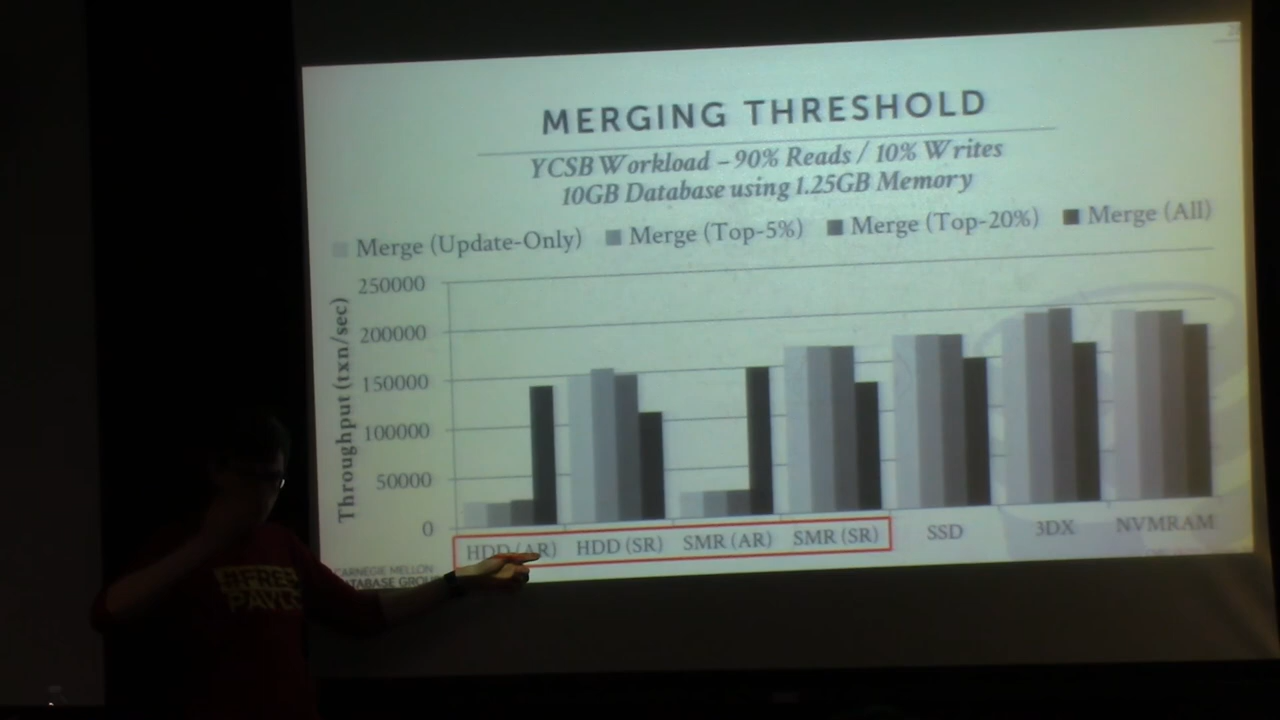 MERGING THRESHOLD
YCSB Workload – 90% Reads / 10% Writes
10GB Database using 1.25GB Memory
Merge (Update-Only) Merge (Top-5%) Merge (Top-20%) Merge (All)
Throughput (txn/sec)
250000
200000
150000
100000
50000
0
HDD (AR) HDD (SR) SMR (AR) SMR (SR) SSD 3DX NVMRAM
CARNEGIE MELLON
DATABASE GROUP
#FREE
PAVLO